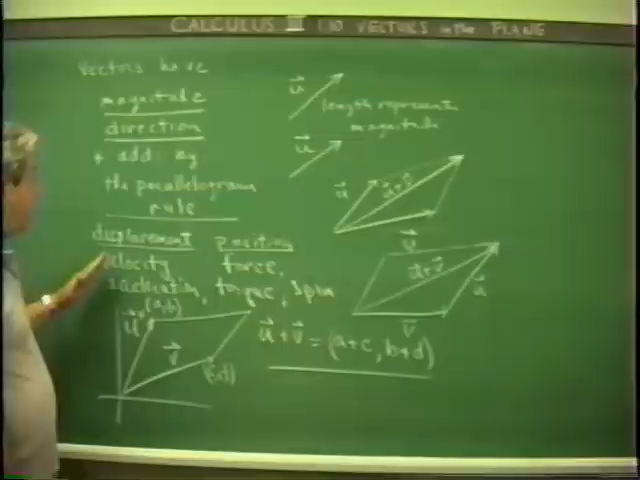 CALCULUS III (10 VECTORS in the PLANE
Vectors have
magnitude
direction
+ add by
the parallelogram
rule
displacement position
velocity, force,
acceleration, torque, spin
u
length represents
magnitude
u
u u+v
v
u+v u
v
(a,b)
u
v
(c,d)
u + v = (a+c, b+d)